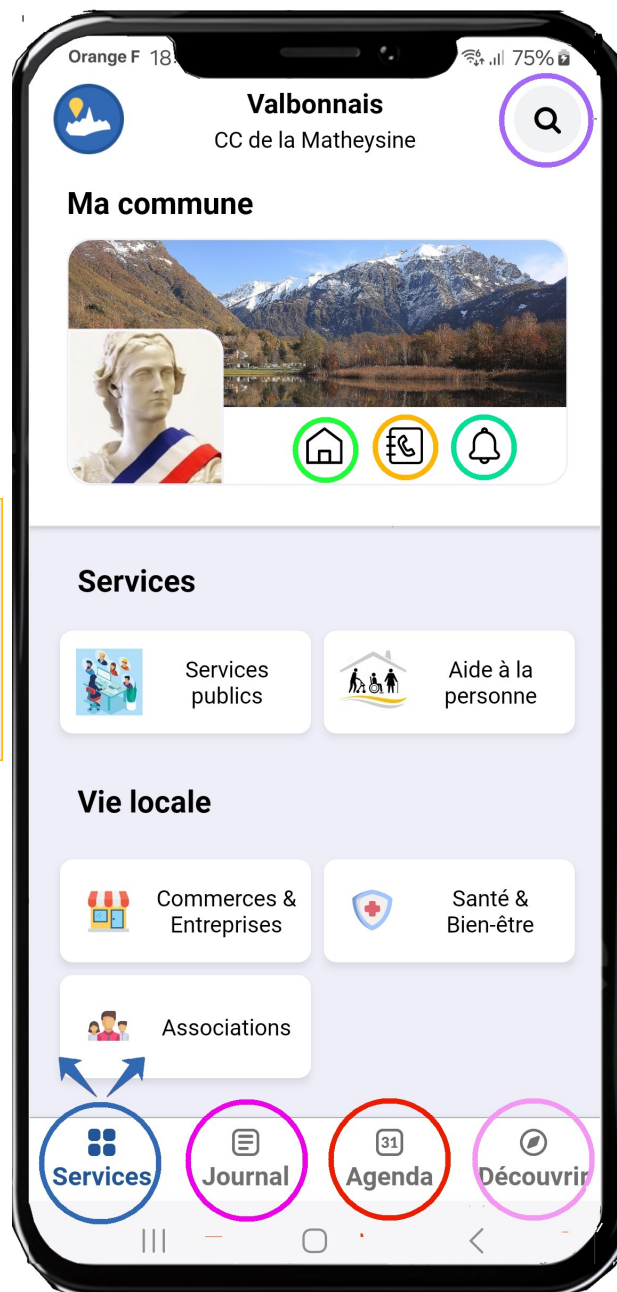 Orange F 18:
75%
Valbonnais
CC de la Matheysine
Ma commune
Services
Services
publics
Aide à la
personne
Vie locale
Commerces &
Entreprises
Santé &
Bien-être
Associations
31
Services
Journal
Agenda
Découvrir